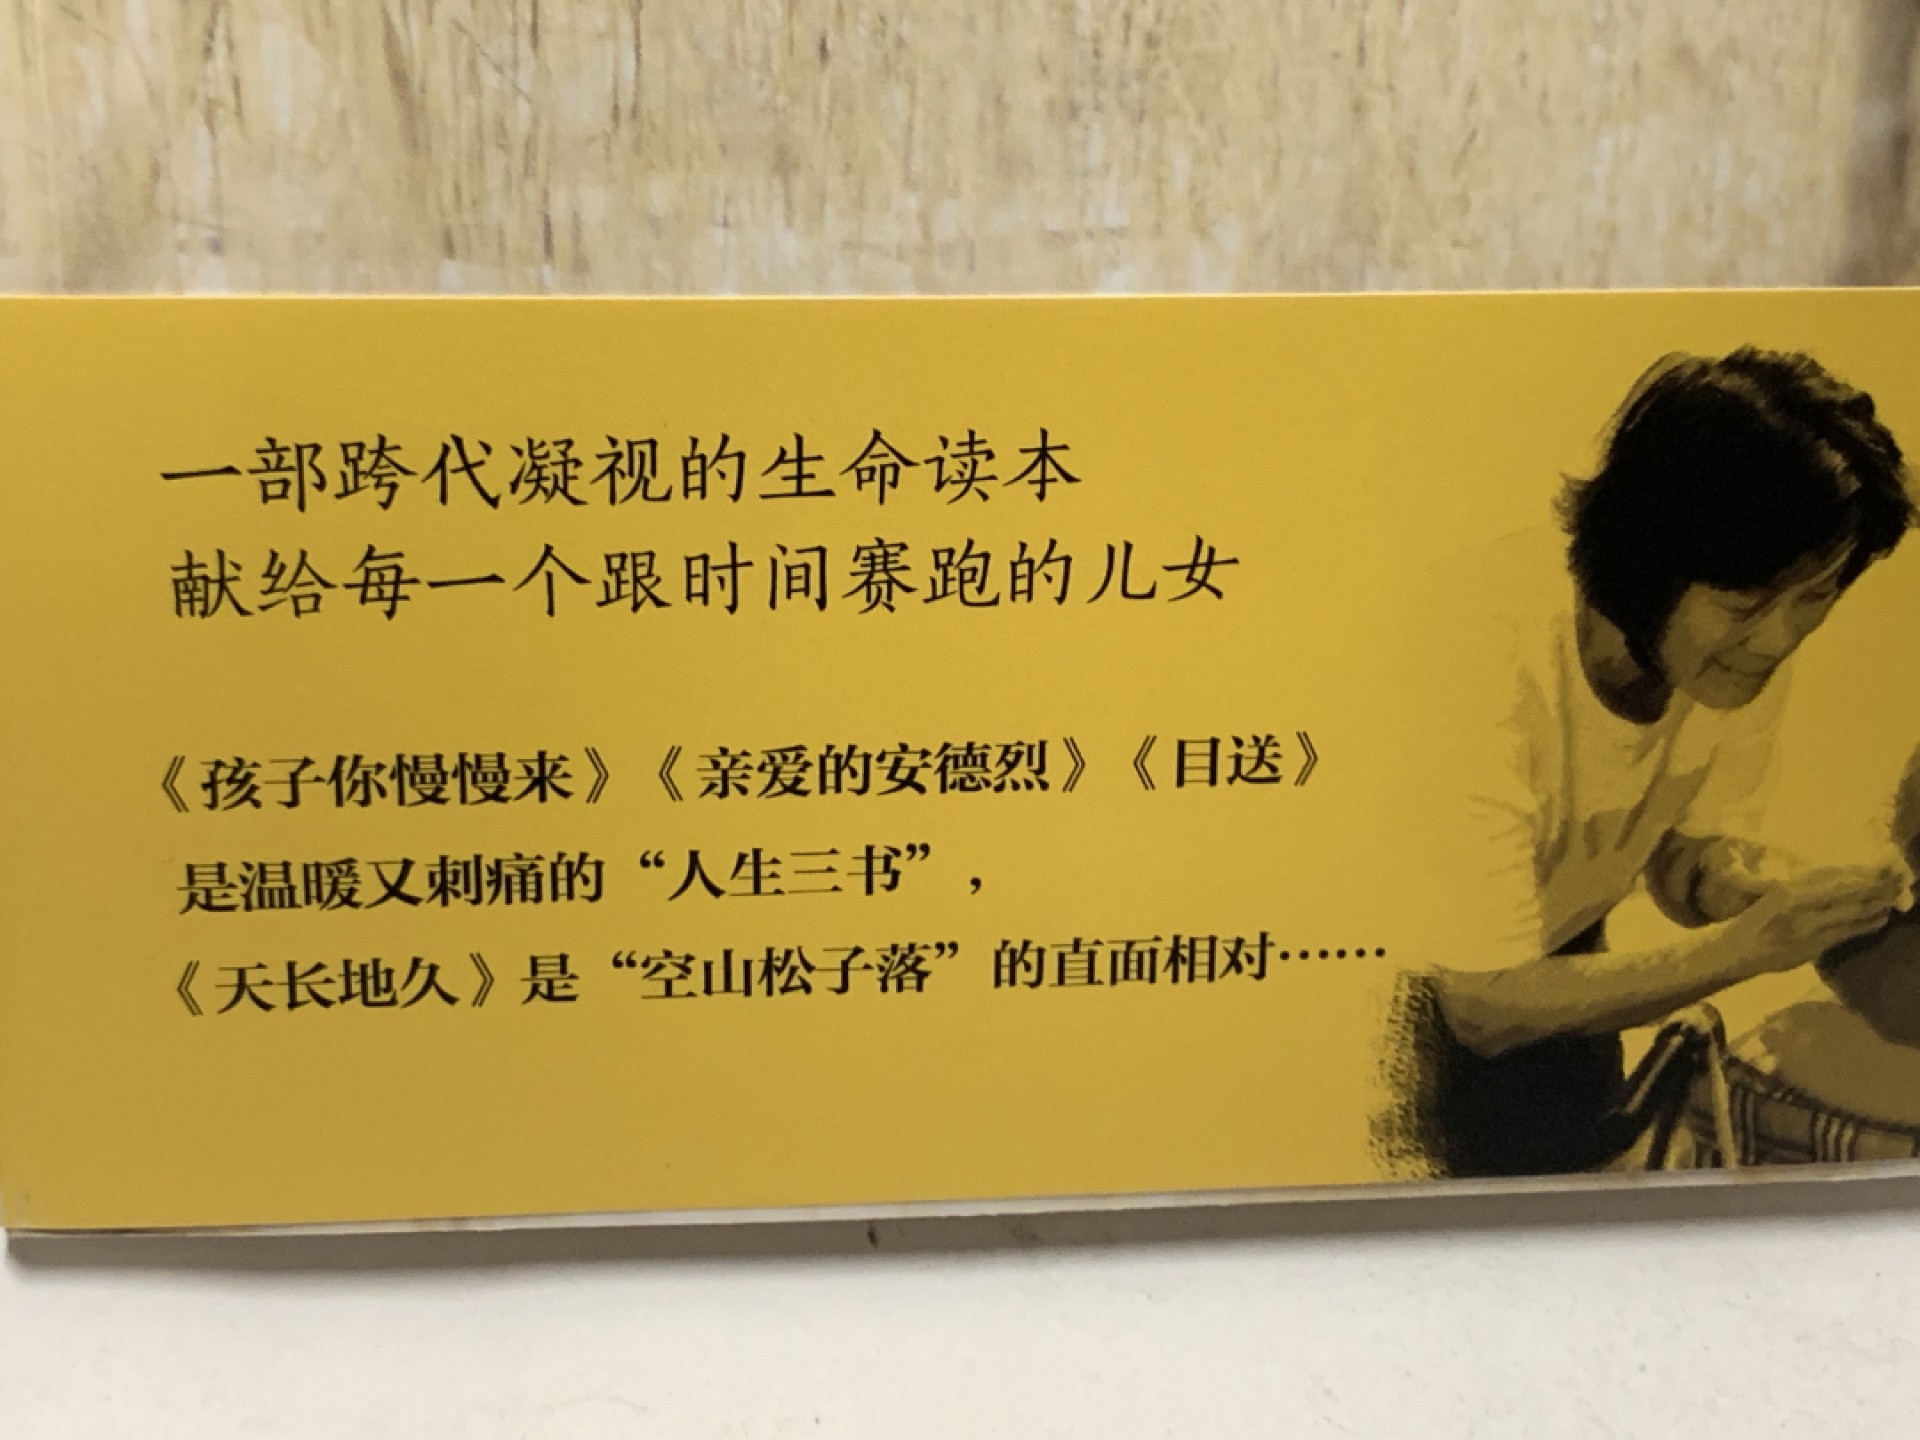 一部跨代凝视的生命读本
献给每一个跟时间赛跑的儿女
《孩子你慢慢来》《亲爱的安德烈》《目送》
是温暖又刺痛的“人生三书”，
《天长地久》是“空山松子落”的直面相对……